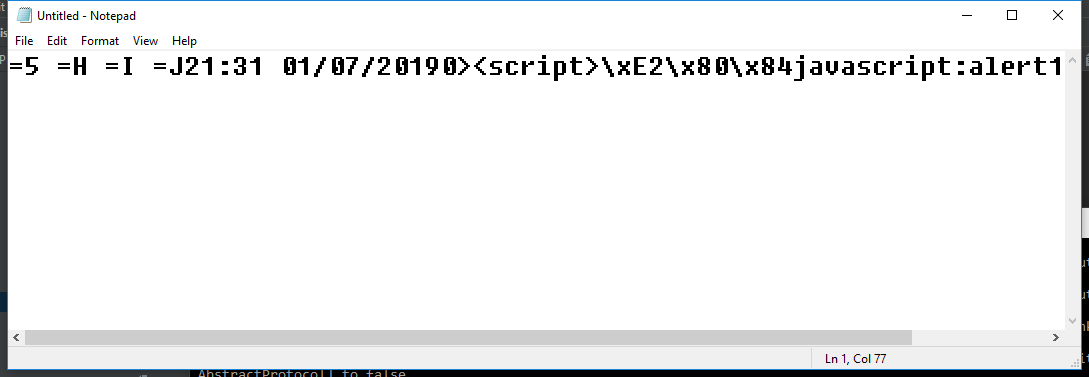 Untitled - Notepad
File Edit Format View Help
=5 =H =I =J21:31 01/07/20190><script>\xE2\x80\x84javascript:alert1
Ln 1, Col 77
AbstractProtocol] to false